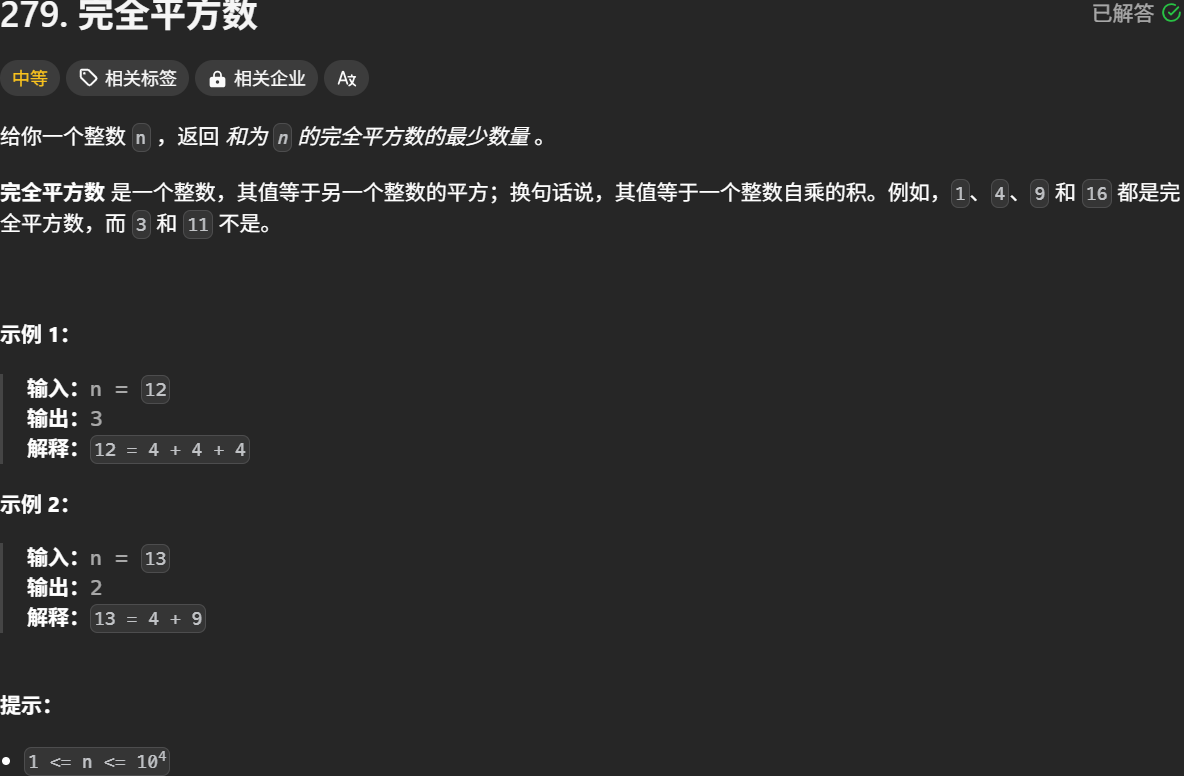 279. 完全平方数
已解答
中等 相关标签 相关企业 Aｘ
给你一个整数 n ，返回 和为 n 的完全平方数的最少数量 。
完全平方数 是一个整数，其值等于另一个整数的平方；换句话说，其值等于一个整数自乘的积。例如，1、4、9 和 16 都是完
全平方数，而 3 和 11 不是。
示例 1：
输入：n = 12
输出：3
解释：12 = 4 + 4 + 4
示例 2：
输入：n = 13
输出：2
解释：13 = 4 + 9
提示：
• 1 <= n <= 10⁴